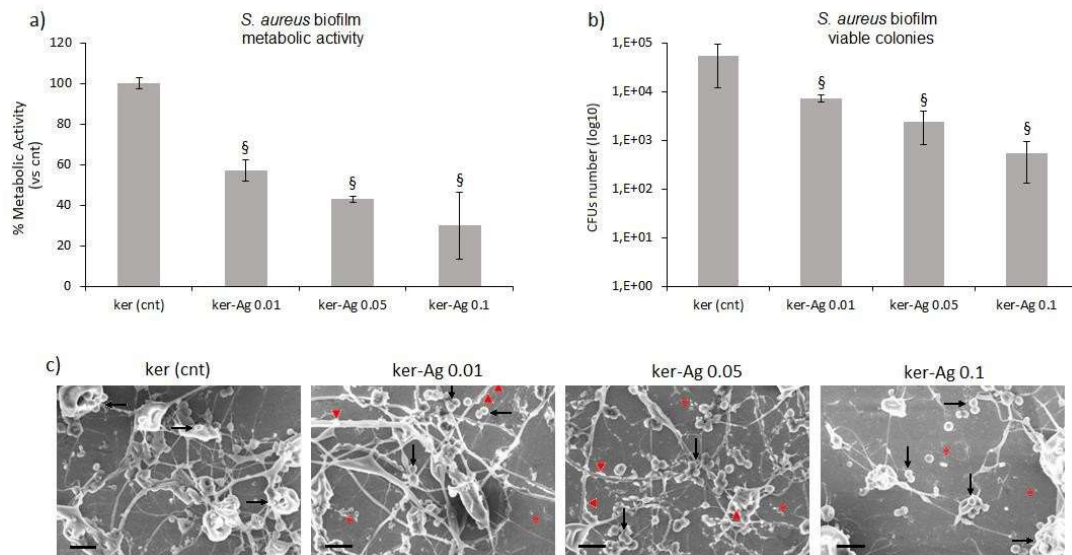 a)
S. aureus biofilm
metabolic activity
% Metabolic Activity
(vs cnt)
120
100
80
60
40
20
0
§
§
§
ker (cnt)
ker-Ag 0.01
ker-Ag 0.05
ker-Ag 0.1
b)
S. aureus biofilm
viable colonies
CFUs number (log10)
1,E+05
1,E+04
1,E+03
1,E+02
1,E+01
1,E+00
§
§
§
ker (cnt)
ker-Ag 0.01
ker-Ag 0.05
ker-Ag 0.1
c)
ker (cnt)
ker-Ag 0.01
ker-Ag 0.05
ker-Ag 0.1